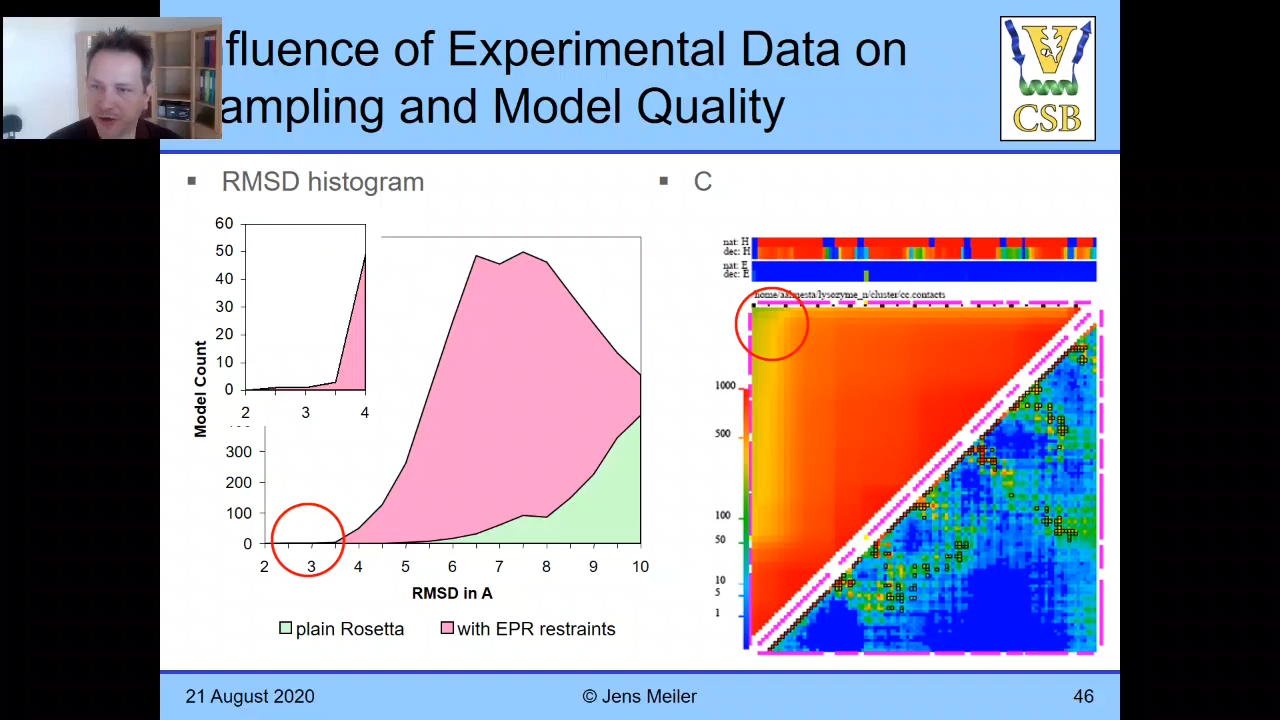 fluence of Experimental Data on
ampling and Model Quality
V
CSB
RMSD histogram
C
60
50
40
30
20
10
0
2 3 4
Model Count
300
200
100
0
2 3 4 5 6 7 8 9 10
RMSD in A
plain Rosetta
with EPR restraints
nat: H
dec: H
nat: E
dec: E
1000
500
100
50
10
5
1
21 August 2020
© Jens Meiler
46